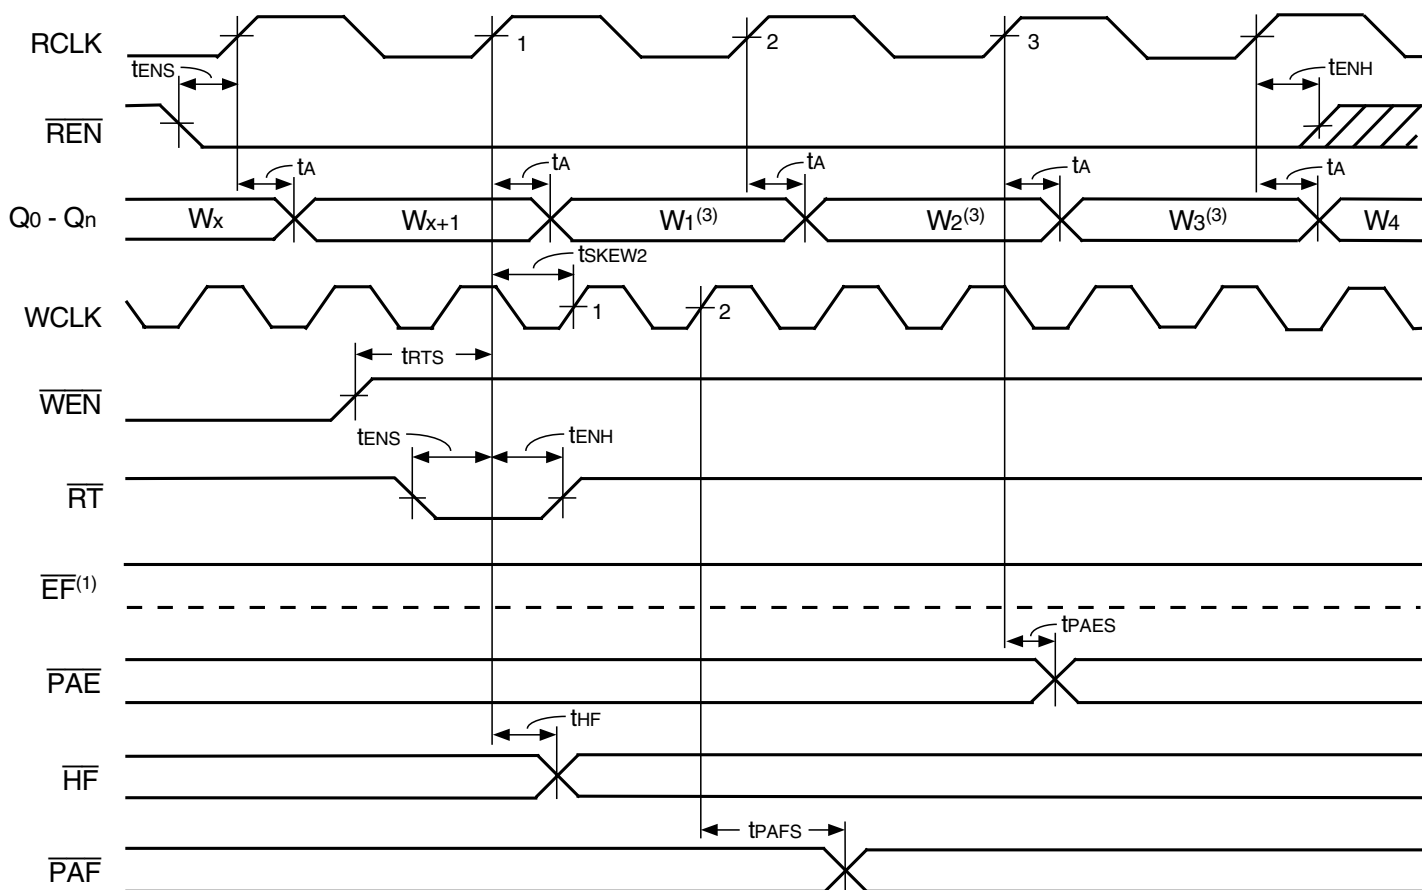 RCLK 1 2 3
tENS tENH
REN
tA tA tA tA tA
Q0 - Qn Wx Wx+1 W1(3) W2(3) W3(3) W4
tSKEW2
WCLK 1 2
tRTS
WEN
tENS tENH
RT
EF(1)
tPAES
PAE
tHF
HF
tPAFS
PAF